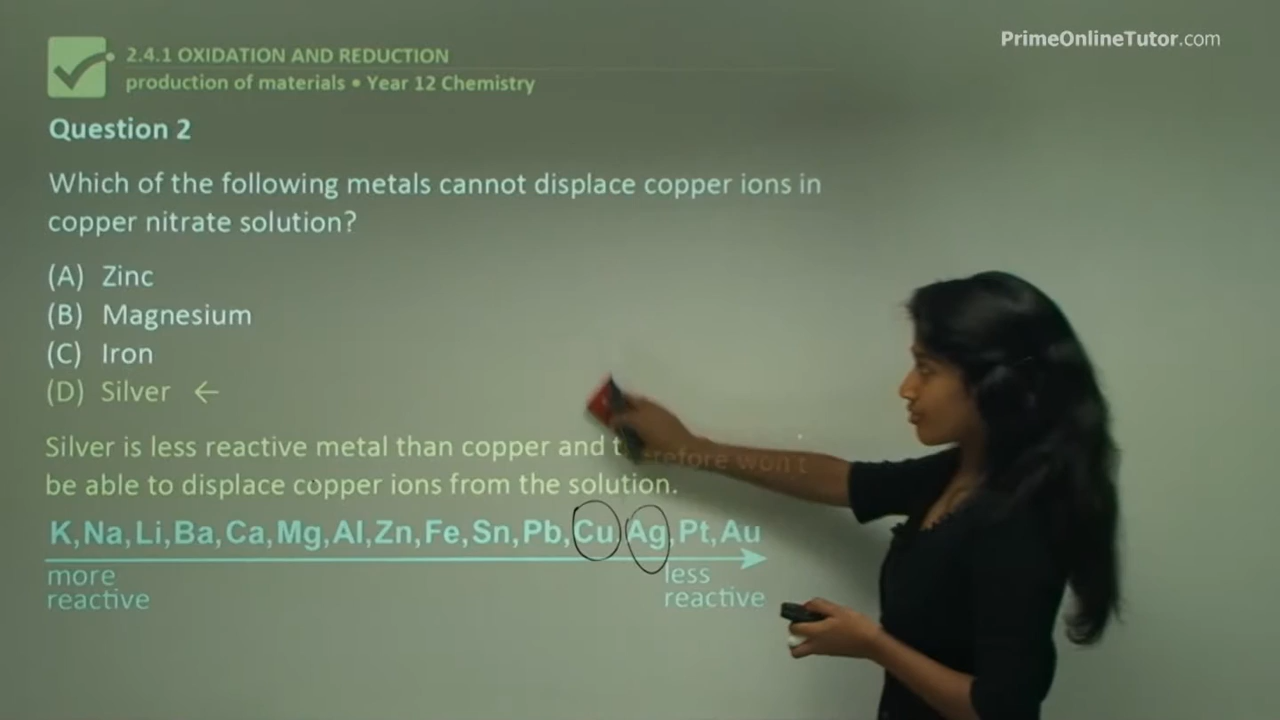 PrimeOnlineTutor.com
2.4.1 OXIDATION AND REDUCTION
production of materials • Year 12 Chemistry
Question 2
Which of the following metals cannot displace copper ions in
copper nitrate solution?
(A) Zinc
(B) Magnesium
(C) Iron
(D) Silver ←
Silver is less reactive metal than copper and therefore won't
be able to displace copper ions from the solution.
K,Na,Li,Ba,Ca,Mg,Al,Zn,Fe,Sn,Pb,Cu,Ag,Pt,Au
more
reactive
less
reactive